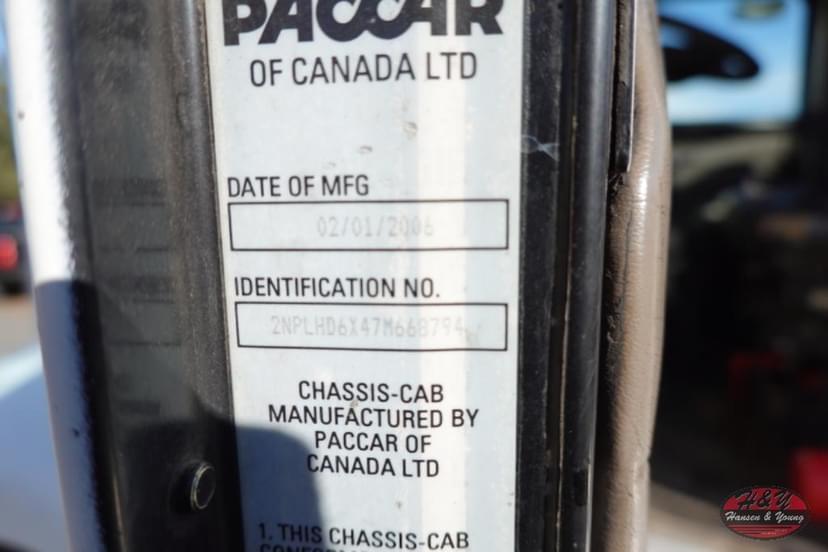 PACCAR
OF CANADA LTD
DATE OF MFG
02/01/2006
IDENTIFICATION NO.
2NPLHD6X47M668794
CHASSIS-CAB
MANUFACTURED BY
PACCAR OF
CANADA LTD
1. THIS CHASSIS-CAB
H&Y
Hansen & Young